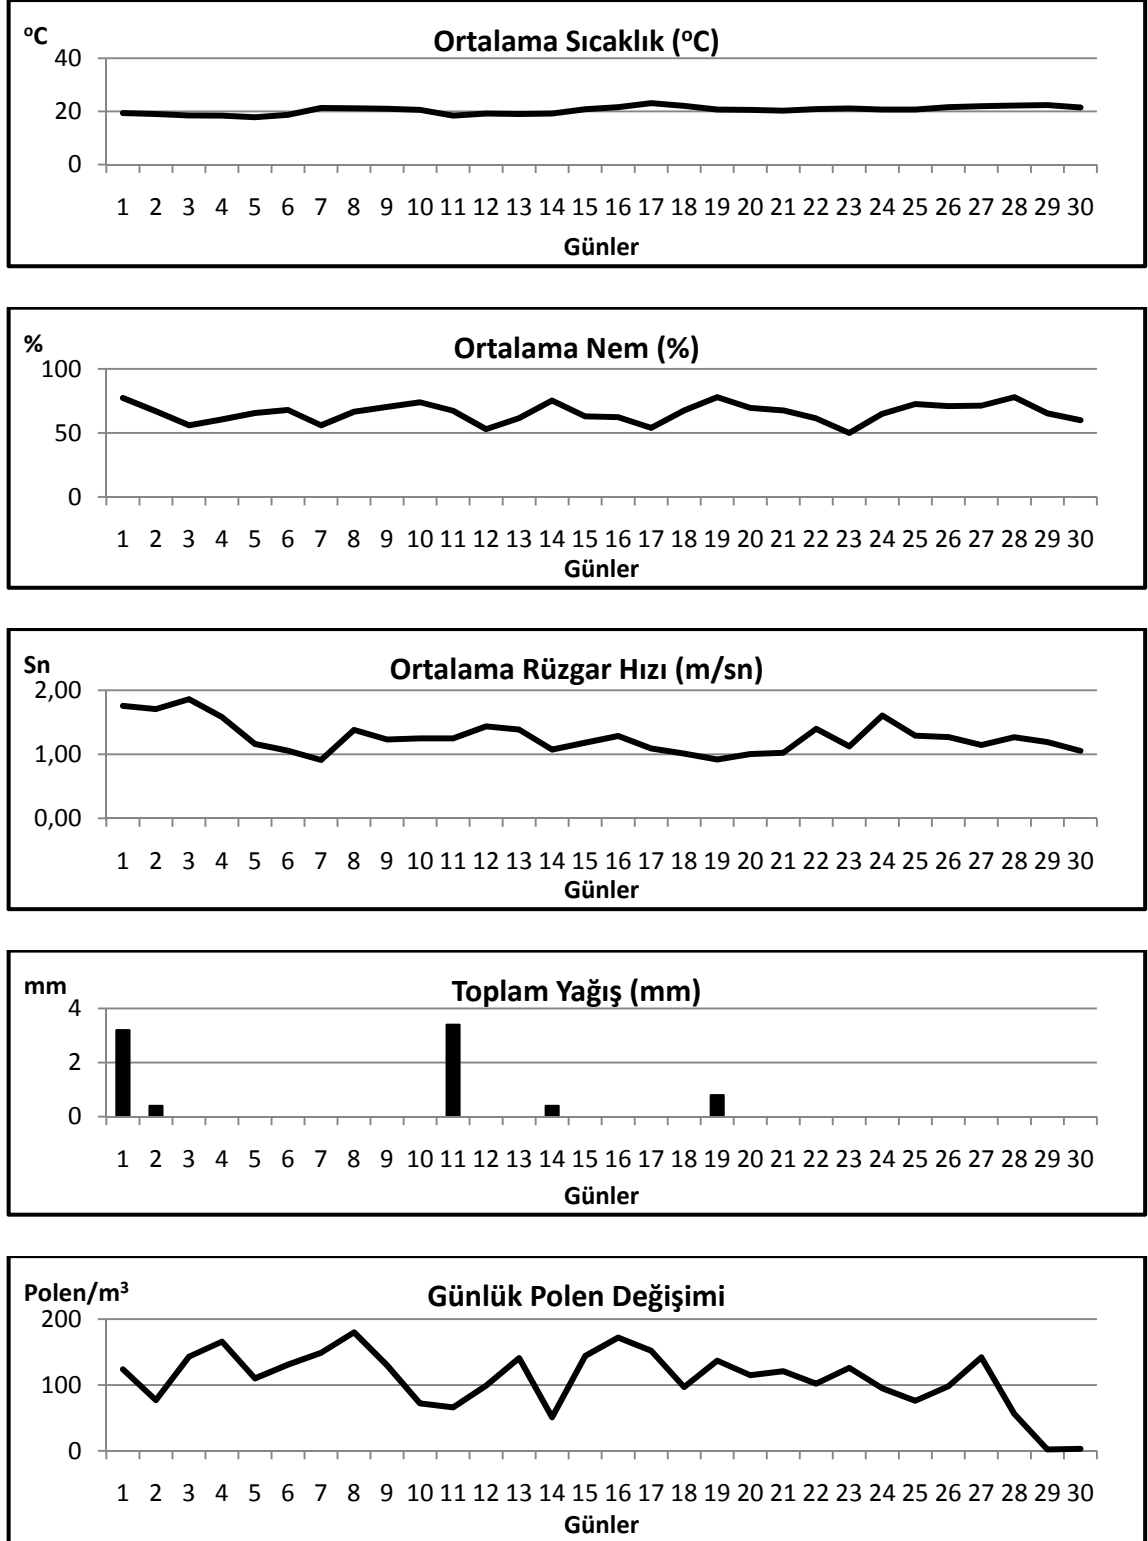 ºC
Ortalama Sıcaklık (ºC)
40
20
0
1 2 3 4 5 6 7 8 9 10 11 12 13 14 15 16 17 18 19 20 21 22 23 24 25 26 27 28 29 30
Günler
%
Ortalama Nem (%)
100
50
0
1 2 3 4 5 6 7 8 9 10 11 12 13 14 15 16 17 18 19 20 21 22 23 24 25 26 27 28 29 30
Günler
Sn
Ortalama Rüzgar Hızı (m/sn)
2,00
1,00
0,00
1 2 3 4 5 6 7 8 9 10 11 12 13 14 15 16 17 18 19 20 21 22 23 24 25 26 27 28 29 30
Günler
mm
Toplam Yağış (mm)
4
2
0
1 2 3 4 5 6 7 8 9 10 11 12 13 14 15 16 17 18 19 20 21 22 23 24 25 26 27 28 29 30
Günler
Polen/m³
Günlük Polen Değişimi
200
100
0
1 2 3 4 5 6 7 8 9 10 11 12 13 14 15 16 17 18 19 20 21 22 23 24 25 26 27 28 29 30
Günler